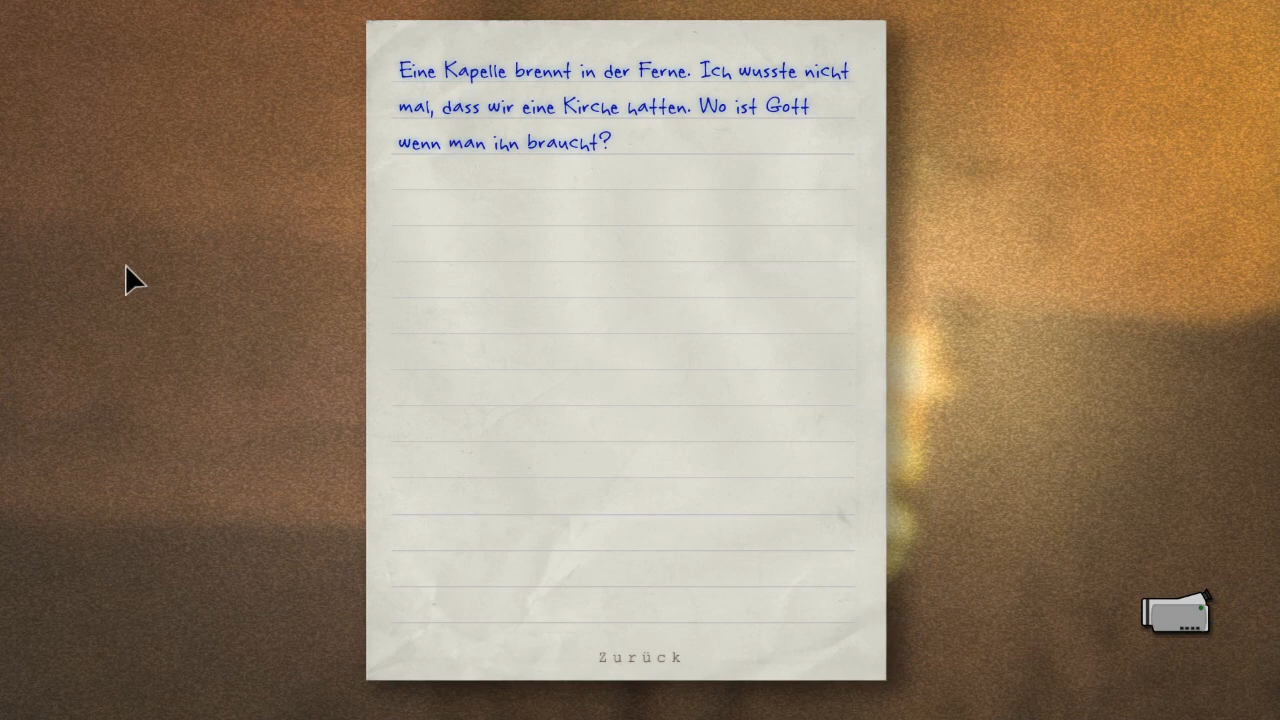 Eine Kapelle brennt in der Ferne. Ich wusste nicht
mal, dass wir eine Kirche hatten. Wo ist Gott
wenn man ihn braucht?
Zurück